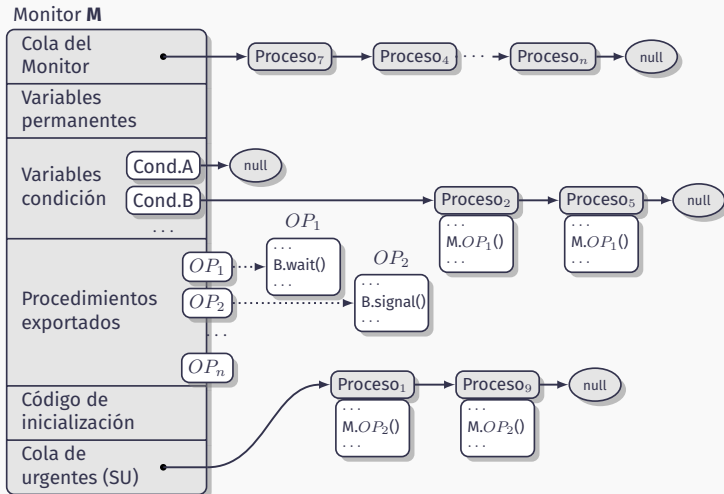 Monitor M
Cola del
Monitor
Proceso₇
Proceso₄
...
Procesoₙ
null
Variables
permanentes
Variables
condición
Cond.A
null
Cond.B
...
Proceso₂
Proceso₅
null
...
M.OP₁()
...
...
M.OP₁()
...
Procedimientos
exportados
OP₁
OP₂
...
OPₙ
OP₁
...
B.wait()
...
OP₂
...
B.signal()
...
Código de
inicialización
Proceso₁
Proceso₉
null
...
M.OP₂()
...
...
M.OP₂()
...
Cola de
urgentes (SU)